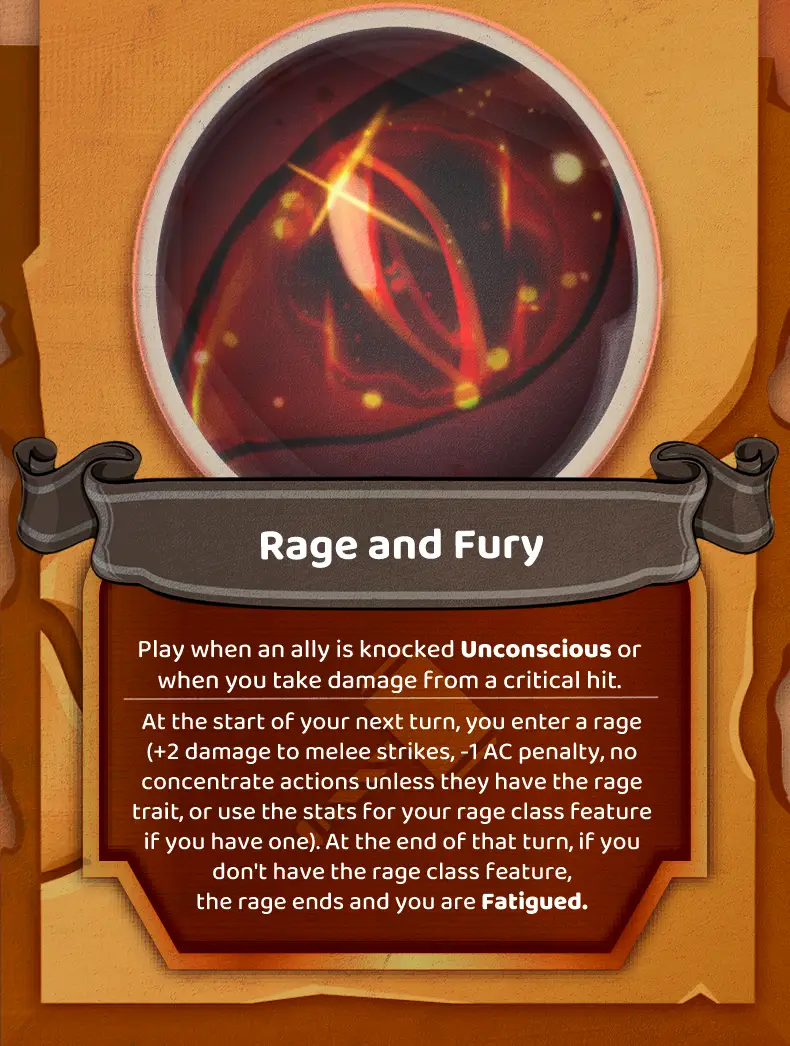 Rage and Fury
Play when an ally is knocked Unconscious or
when you take damage from a critical hit.
At the start of your next turn, you enter a rage
(+2 damage to melee strikes, -1 AC penalty, no
concentrate actions unless they have the rage
trait, or use the stats for your rage class feature
if you have one). At the end of that turn, if you
don't have the rage class feature,
the rage ends and you are Fatigued.